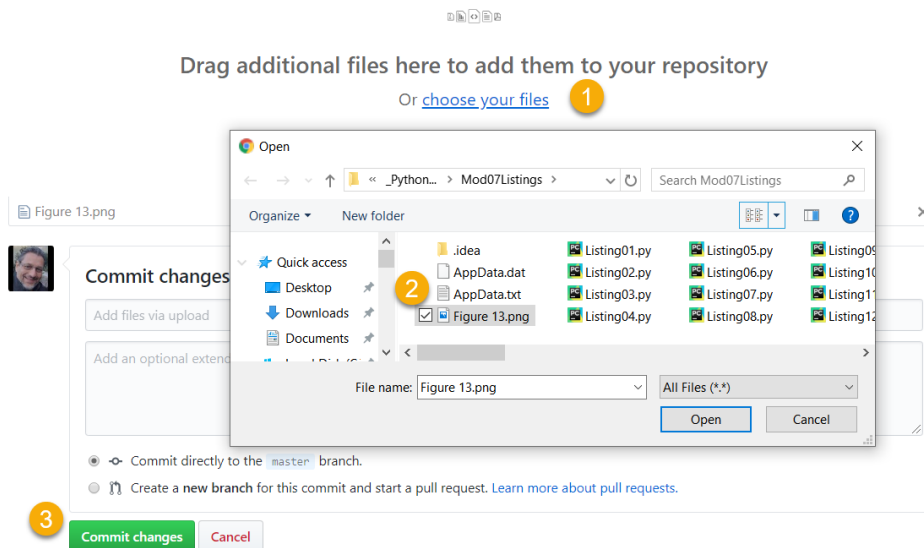 Drag additional files here to add them to your repository
Or choose your files
1
Open
« _Python... > Mod07Listings >
Search Mod07Listings
Organize
New folder
?
Figure 13.png
Quick access
Desktop
Downloads
Documents
.idea
AppData.dat
AppData.txt
Figure 13.png
Listing01.py
Listing02.py
Listing03.py
Listing04.py
Listing05.py
Listing06.py
Listing07.py
Listing08.py
Listing09
Listing10
Listing11
Listing12
2
Commit changes
Add files via upload
Add an optional extend
File name:
Figure 13.png
All Files (*.*)
Open
Cancel
Commit directly to the master branch.
Create a new branch for this commit and start a pull request. Learn more about pull requests.
3
Commit changes
Cancel